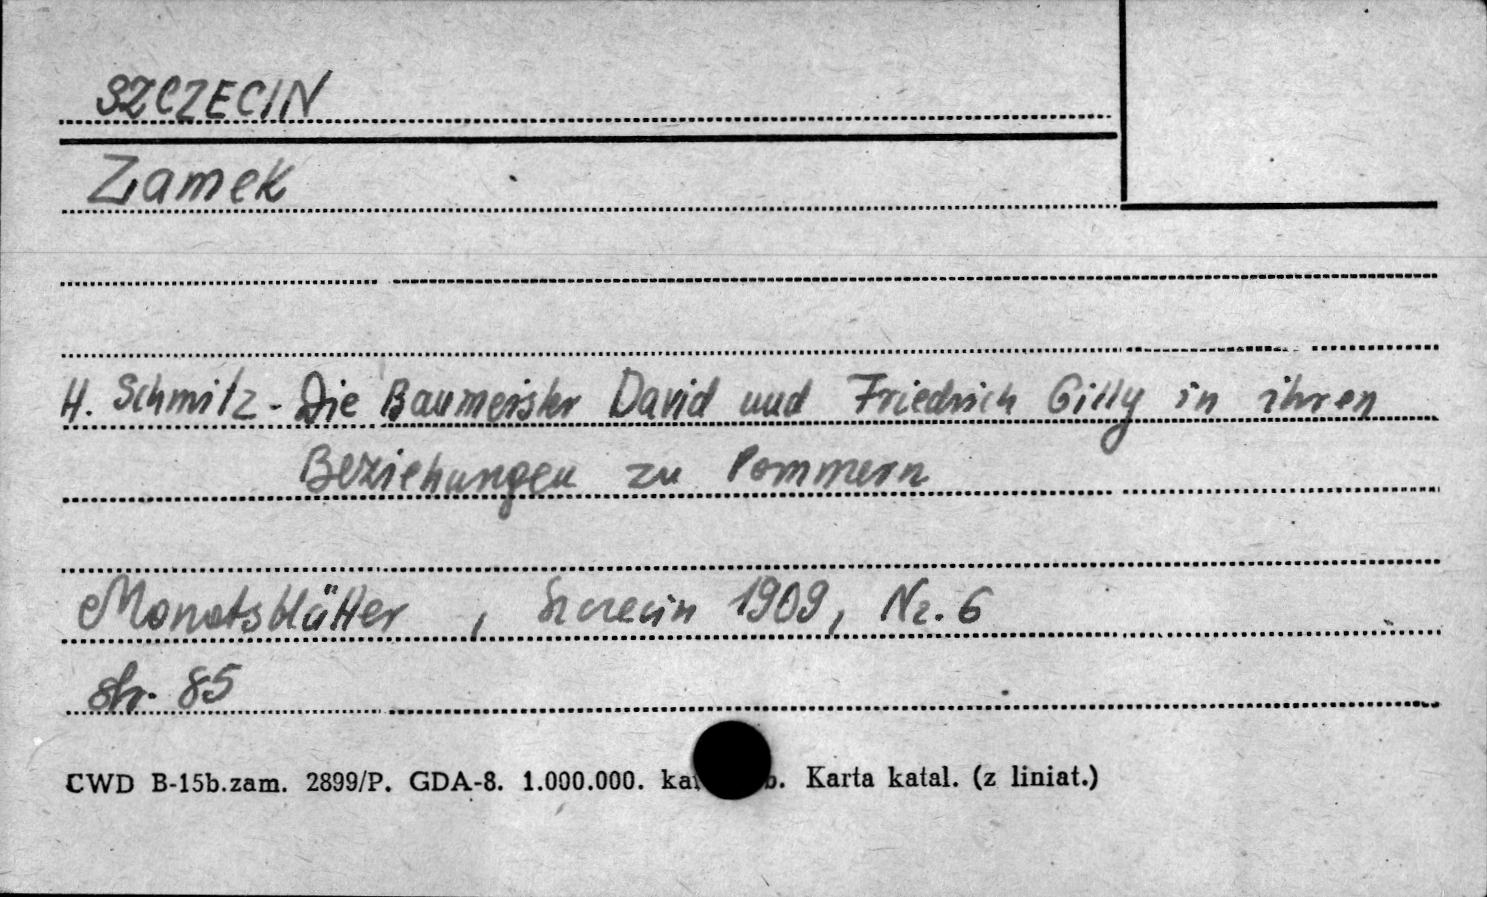 SZCZECIN
Zamek
H. Schmitz - Die Baumeister David und Friedrich Gilly in ihren
Beziehungen zu Pommern
Monatsblätter, Szczecin 1909, Nr. 6
str. 85
CWD B-15b.zam. 2899/P. GDA-8. 1.000.000. Karta katal. (z liniat.)